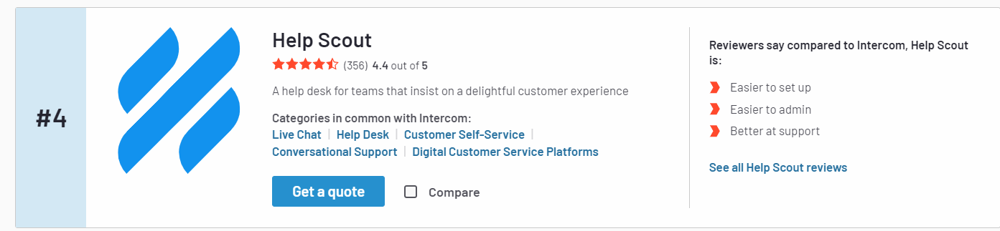 #4
Help Scout
(356) 4.4 out of 5
A help desk for teams that insist on a delightful customer experience
Categories in common with Intercom:
Live Chat | Help Desk | Customer Self-Service |
Conversational Support | Digital Customer Service Platforms
Get a quote
Compare
Reviewers say compared to Intercom, Help Scout
is:
Easier to set up
Easier to admin
Better at support
See all Help Scout reviews